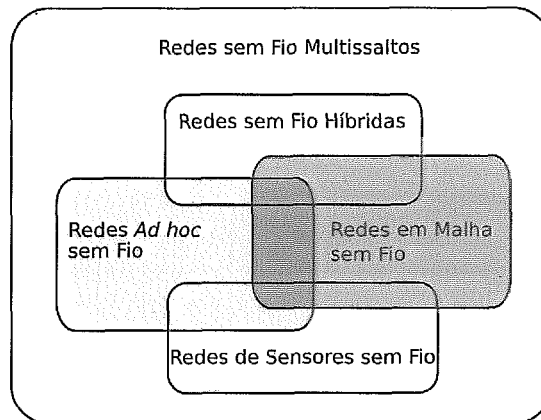 Redes sem Fio Multissaltos
Redes sem Fio Híbridas
Redes Ad hoc
sem Fio
Redes em Malha
sem Fio
Redes de Sensores sem Fio